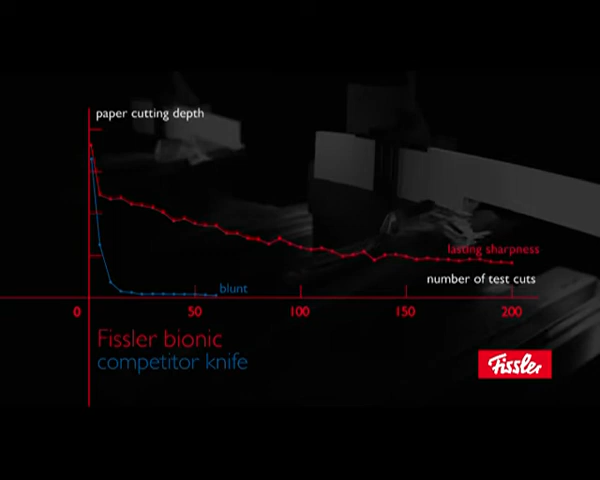 paper cutting depth
lasting sharpness
number of test cuts
blunt
0 50 100 150 200
Fissler bionic
competitor knife
Fissler